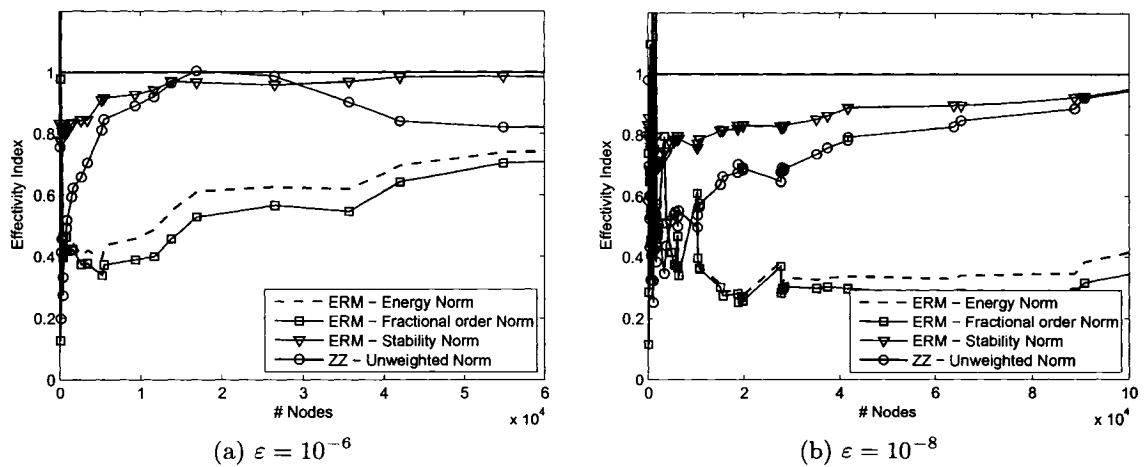 Effectivity Index
1
0.8
0.6
0.4
0.2
0
ERM – Energy Norm
ERM – Fractional order Norm
ERM – Stability Norm
ZZ – Unweighted Norm
0 1 2 3 4 5 6
# Nodes
x 10^4
(a) ε = 10^−6
Effectivity Index
1
0.8
0.6
0.4
0.2
0
ERM – Energy Norm
ERM – Fractional order Norm
ERM – Stability Norm
ZZ – Unweighted Norm
0 2 4 6 8 10
# Nodes
x 10^4
(b) ε = 10^−8